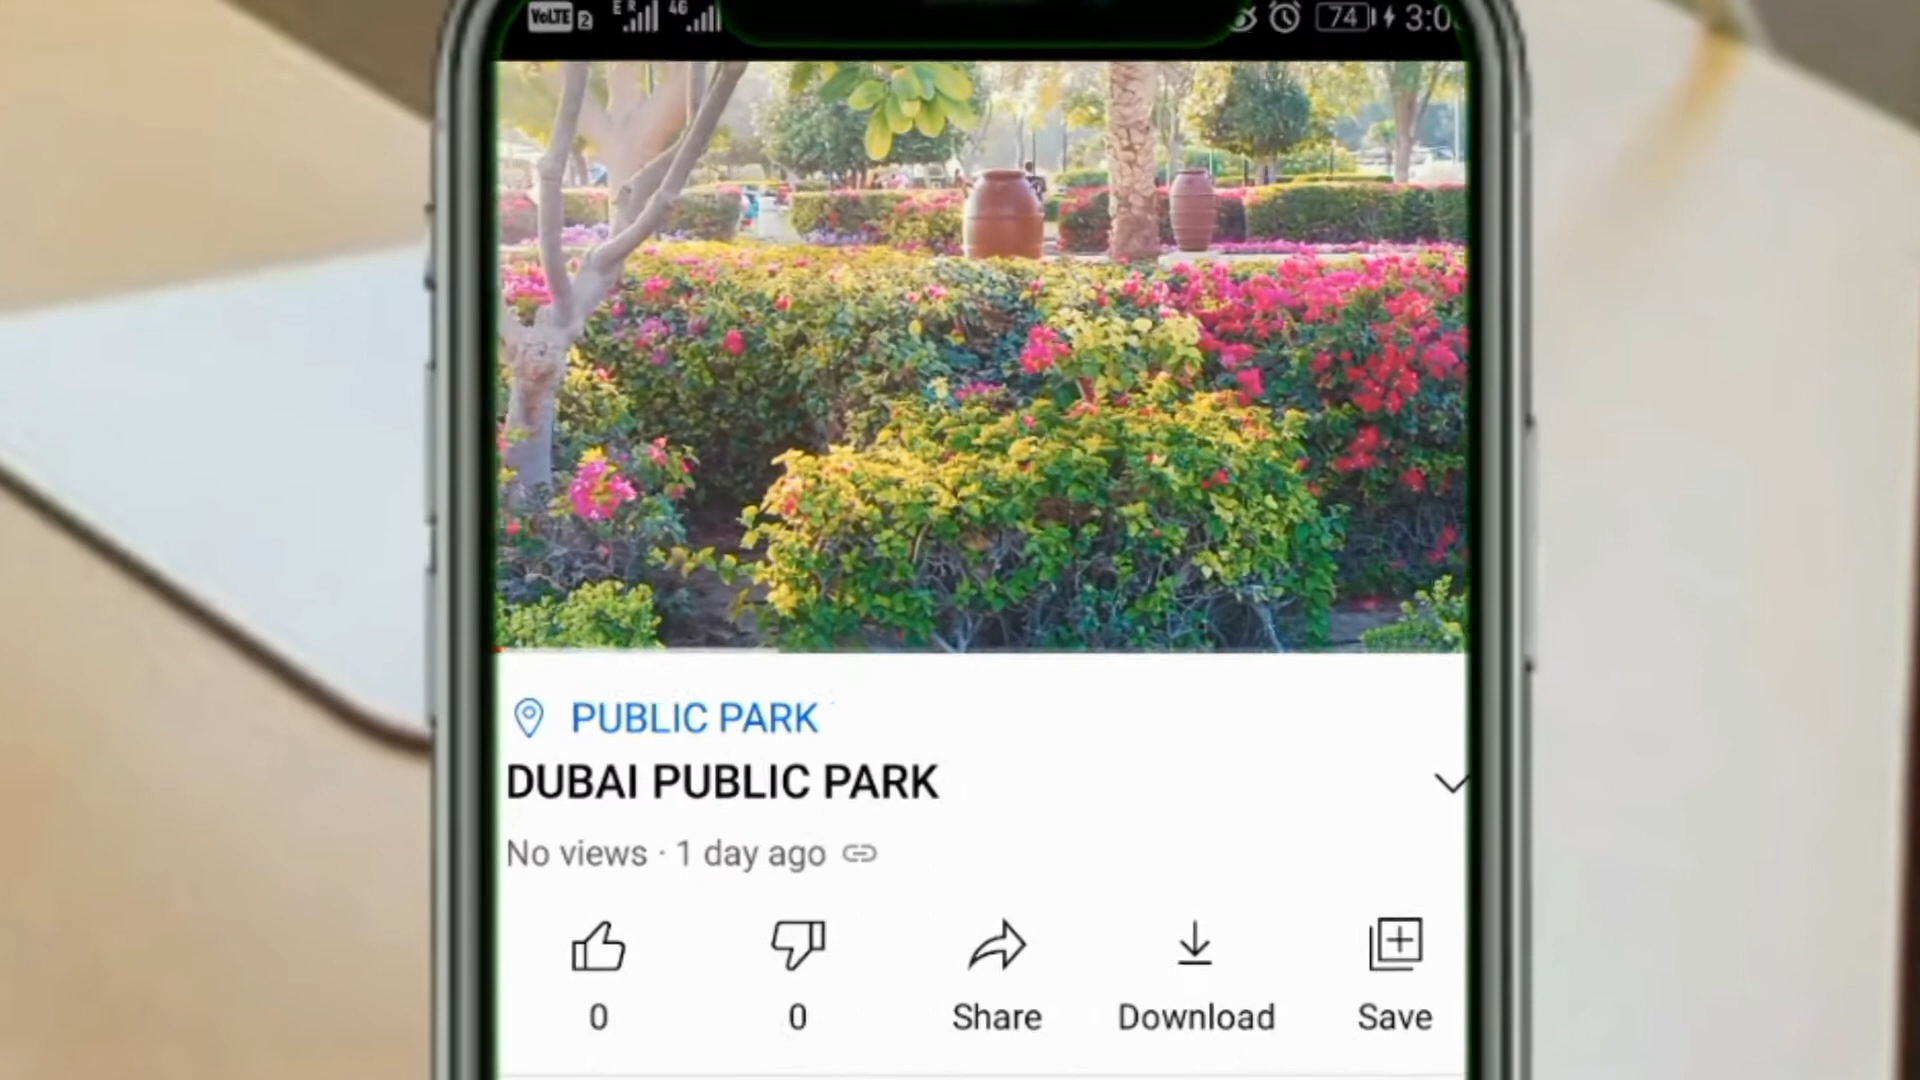 VoLTE 2 E R 4G 74 3:0
PUBLIC PARK
DUBAI PUBLIC PARK
No views · 1 day ago
0 0 Share Download Save